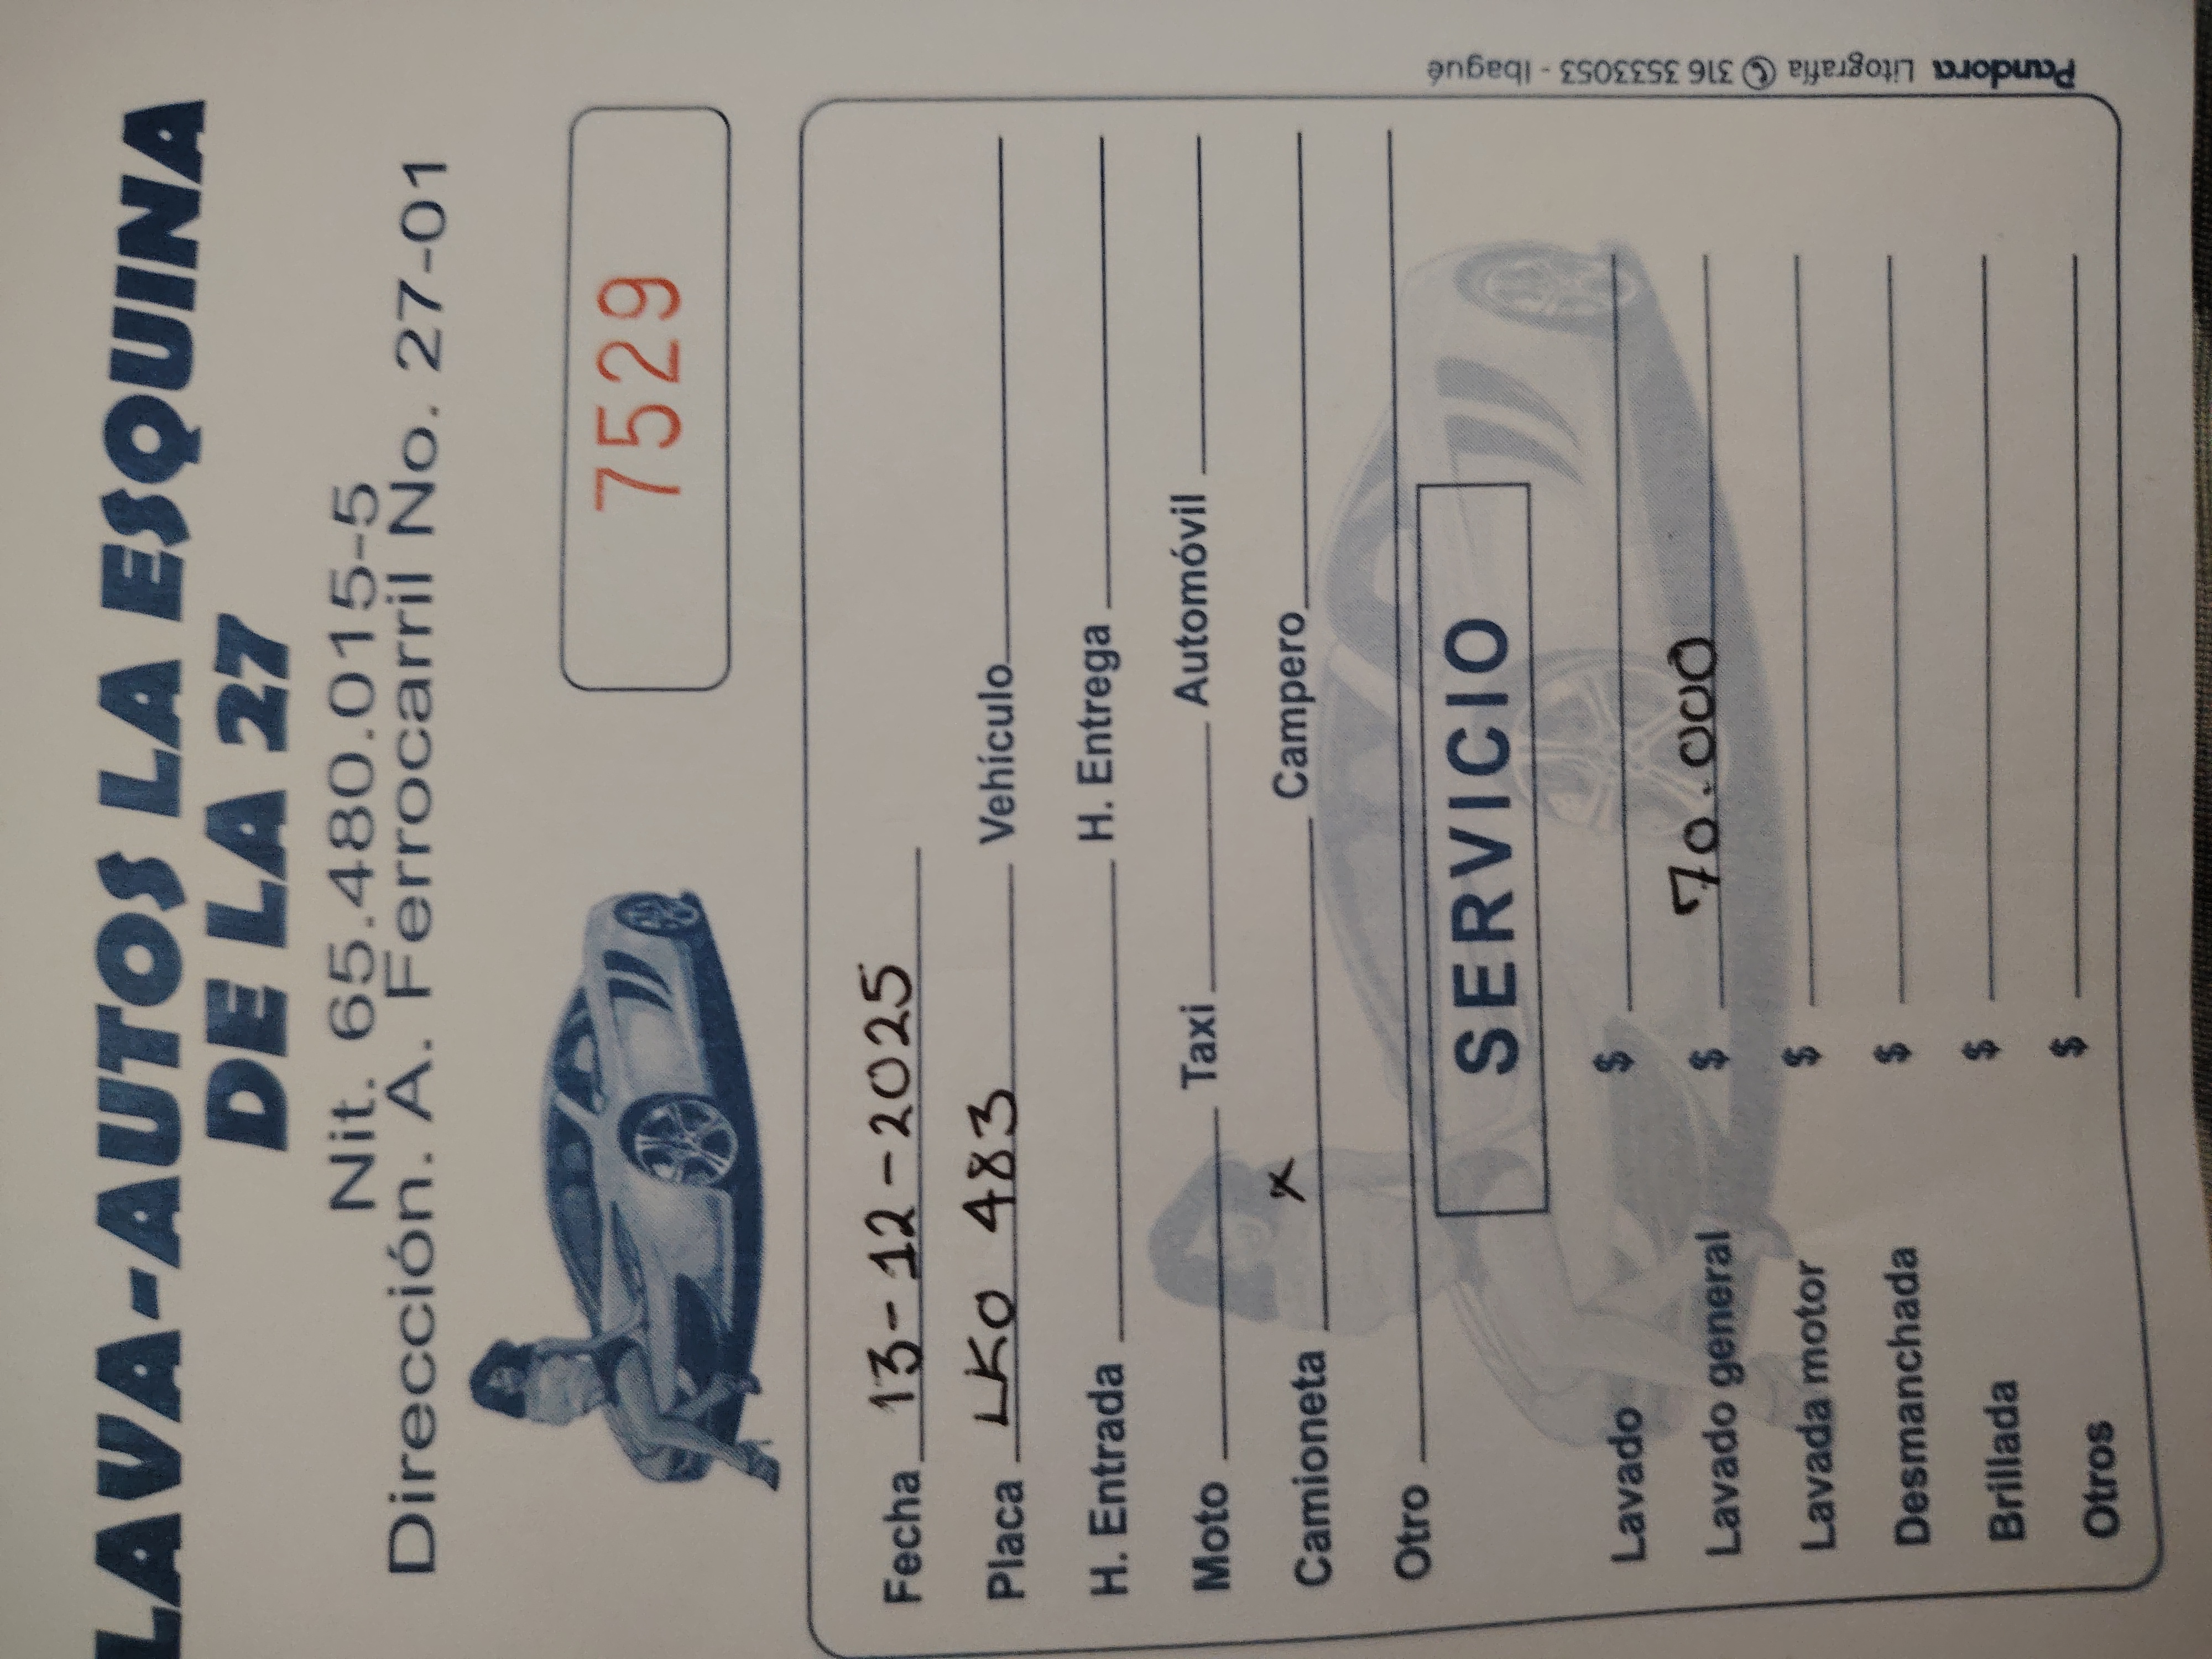 LAVA-AUTOS LA ESQUINA
DE LA 27
Nit. 65.480.015-5
Dirección. A. Ferrocarril No. 27-01
7529
Fecha 13-12-2025
Placa LKO 483 Vehículo
H. Entrada H. Entrega
Moto Taxi Automóvil
Camioneta x Campero
Otro
SERVICIO
Lavado $
Lavado general $ 70.000
Lavada motor $
Desmanchada $
Brillada $
Otros $
Pandora Litografía 316 3533053 - Ibagué